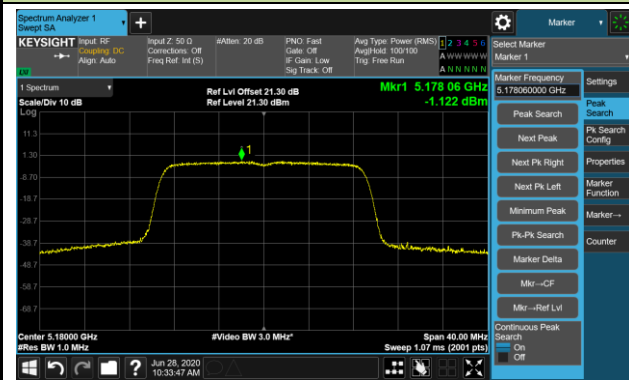 Spectrum Analyzer 1
Swept SA
Marker
KEYSIGHT
Input: RF
Coupling: DC
Align: Auto
Input Z: 50 Ω
Corrections: Off
Freq Ref: Int (S)
#Atten: 20 dB
PNO: Fast
Gate: Off
IF Gain: Low
Sig Track: Off
Avg Type: Power (RMS)
Avg|Hold: 100/100
Trig: Free Run
1 2 3 4 5 6
A W W W W W
A N N N N N
Select Marker
Marker 1
1 Spectrum
Scale/Div 10 dB
Log
Ref Lvl Offset 21.30 dB
Ref Level 21.30 dBm
Mkr1 5.178 06 GHz
-1.122 dBm
Marker Frequency
5.178060000 GHz
Settings
Peak Search
Peak
Search
Next Peak
Pk Search
Config
Next Pk Right
Properties
Next Pk Left
Marker
Function
Minimum Peak
Marker→
Pk-Pk Search
Counter
Marker Delta
Mkr→CF
Mkr→Ref Lvl
Continuous Peak
Search
On
Off
11.3
1.30
-8.70
-18.7
-28.7
-38.7
-48.7
-58.7
-68.7
1
Center 5.18000 GHz
#Res BW 1.0 MHz
#Video BW 3.0 MHz*
Span 40.00 MHz
Sweep 1.07 ms (2001 pts)
?
Jun 28, 2020
10:33:47 AM